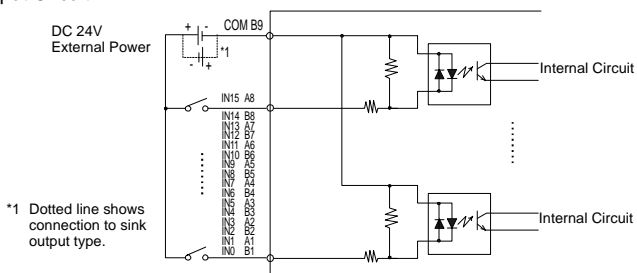 DC 24V
External Power
+ -
COM B9
*1
- +
Internal Circuit
IN15 A8
IN14 B8
IN13 A7
IN12 B7
IN11 A6
IN10 B6
IN9 A5
IN8 B5
IN7 A4
IN6 B4
IN5 A3
IN4 B3
IN3 A2
IN2 B2
IN1 A1
IN0 B1
*1 Dotted line shows
connection to sink
output type.
Internal Circuit